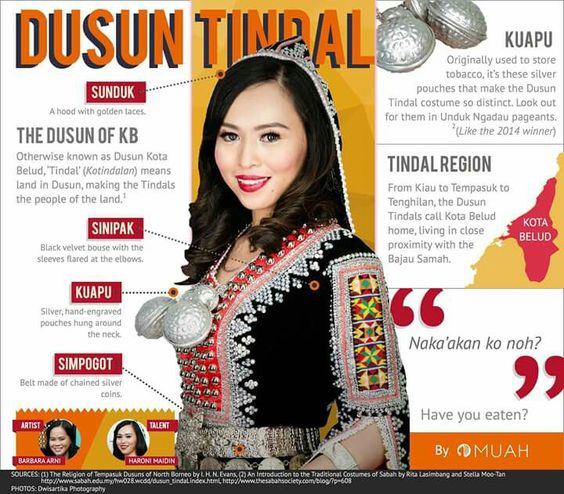 DUSUN TINDAL
SUNDUK
A hood with golden laces.
THE DUSUN OF KB
Otherwise known as Dusun Kota
Belud, 'Tindal' (Kotindalan) means
land in Dusun, making the Tindals
the people of the land.1
SINIPAK
Black velvet bouse with the
sleeves flared at the elbows.
KUAPU
Silver, hand-engraved
pouches hung around
the neck.
SIMPOGOT
Belt made of chained silver
coins.
ARTIST
BARBARA ARNI
TALENT
HARONI MAIDIN
KUAPU
Originally used to store
tobacco, it's these silver
pouches that make the Dusun
Tindal costume so distinct. Look out
for them in Unduk Ngadau pageants.
2(Like the 2014 winner)
TINDAL REGION
From Kiau to Tempasuk to
Tenghilan, the Dusun
Tindals call Kota Belud
home, living in close
proximity with the
Bajau Samah.
KOTA
BELUD
“
Naka'akan ko noh?
”
Have you eaten?
By MUAH
SOURCES: (1) The Religion of Tempasuk Dusuns of North Borneo by I. H. N. Evans, (2) An Introduction to the Traditional Costumes of Sabah by Rita Lasimbang and Stella Moo-Tan
http://www.sabah.edu.my/hw028.wcdd/dusun_tindal.index.html, http://www.thesabahsociety.com/blog/?p=608
PHOTOS: Dwisartika Photography